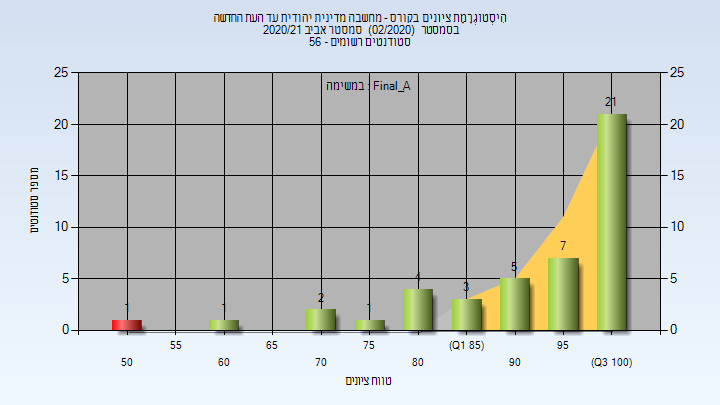 הִיסְטוֹגְרָמַת ציונים בקורס - מחשבה מדינית יהודית עד העת החדשה
בסמסטר (02/2020) סמסטר אביב 2020/21
סטודנטים רשומים - 56
במשימה : Final_A
מספר סטודנטים
25 25
20 20
15 15
10 10
5 5
0 0
1 1 2 1 4 3 5 7 21
55 65 75 (Q1 85) 95
50 60 70 80 90 (Q3 100)
טווח ציונים